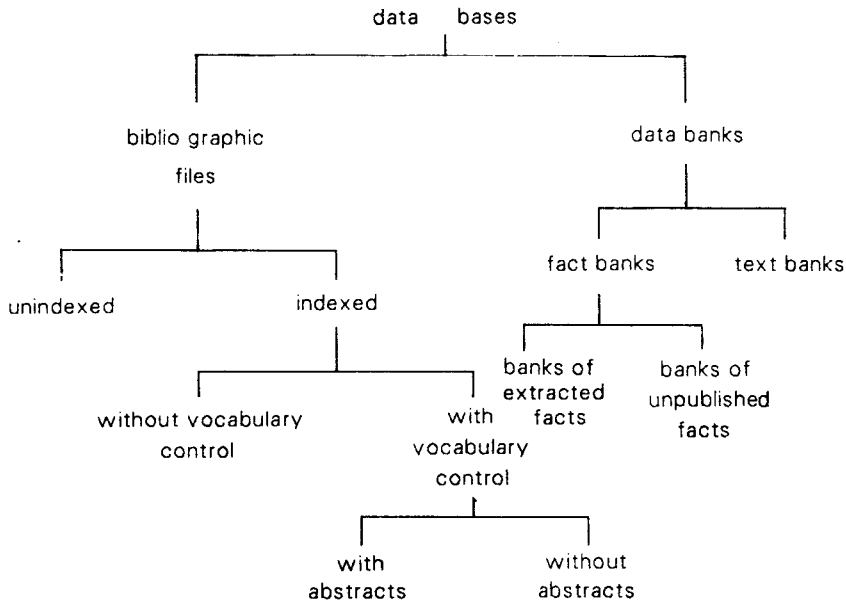 data bases
biblio graphic
files
data banks
unindexed
indexed
fact banks
text banks
without vocabulary
control
with
vocabulary
control
banks of
extracted
facts
banks of
unpublished
facts
with
abstracts
without
abstracts